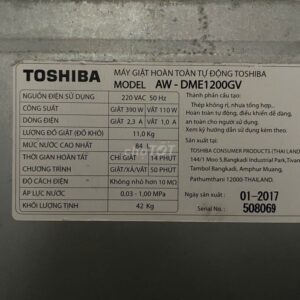 TOSHIBA
MÁY GIẶT HOÀN TOÀN TỰ ĐỘNG TOSHIBA
MODEL AW - DME1200GV
NGUỒN ĐIỆN SỬ DỤNG 220 VAC 50 Hz
CÔNG SUẤT GIẶT 390 W VẮT 110 W
DÒNG ĐIỆN GIẶT 2,3 A VẮT 1,0 A
LƯỢNG ĐỒ GIẶT (ĐỒ KHÔ) 11,0 Kg
MỨC NƯỚC CAO NHẤT 84
THỜI GIAN HOÀN TẤT CHỈ GIẶT 14 PHÚT
GIẶT/XẢ/VẮT 50 PHÚT
ĐỘ CÁCH ĐIỆN (Không nhỏ hơn 10 MΩ)
ÁP LỰC NƯỚC 0,03 - 1,00 MPa
KHỐI LƯỢNG TỊNH 42 Kg
Thành phần cấu tạo:
Thép không rỉ, nhựa tổng hợp...
Hoàn toàn tự động, điều khiển dễ dàng,
an toàn trong sử dụng.
Xem kỹ hướng dẫn sử dụng kèm theo.
Sản xuất tại:
TOSHIBA CONSUMER PRODUCTS (THAI LAND)
144/1 Moo 5,Bangkadi Industrial Park, Tivanon
Tambol Bangkadi, Amphur Muang,
Pathumthani 12000-THAILAND.
01-2017
Serial No.: 508069
chợTỐT